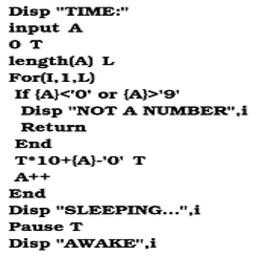 Disp "TIME:"
input A
0 T
length(A) L
For(I,1,L)
If {A}<'0' or {A}>'9'
Disp "NOT A NUMBER",i
Return
End
T*10+{A}-'0' T
A++
End
Disp "SLEEPING...",i
Pause T
Disp "AWAKE",i